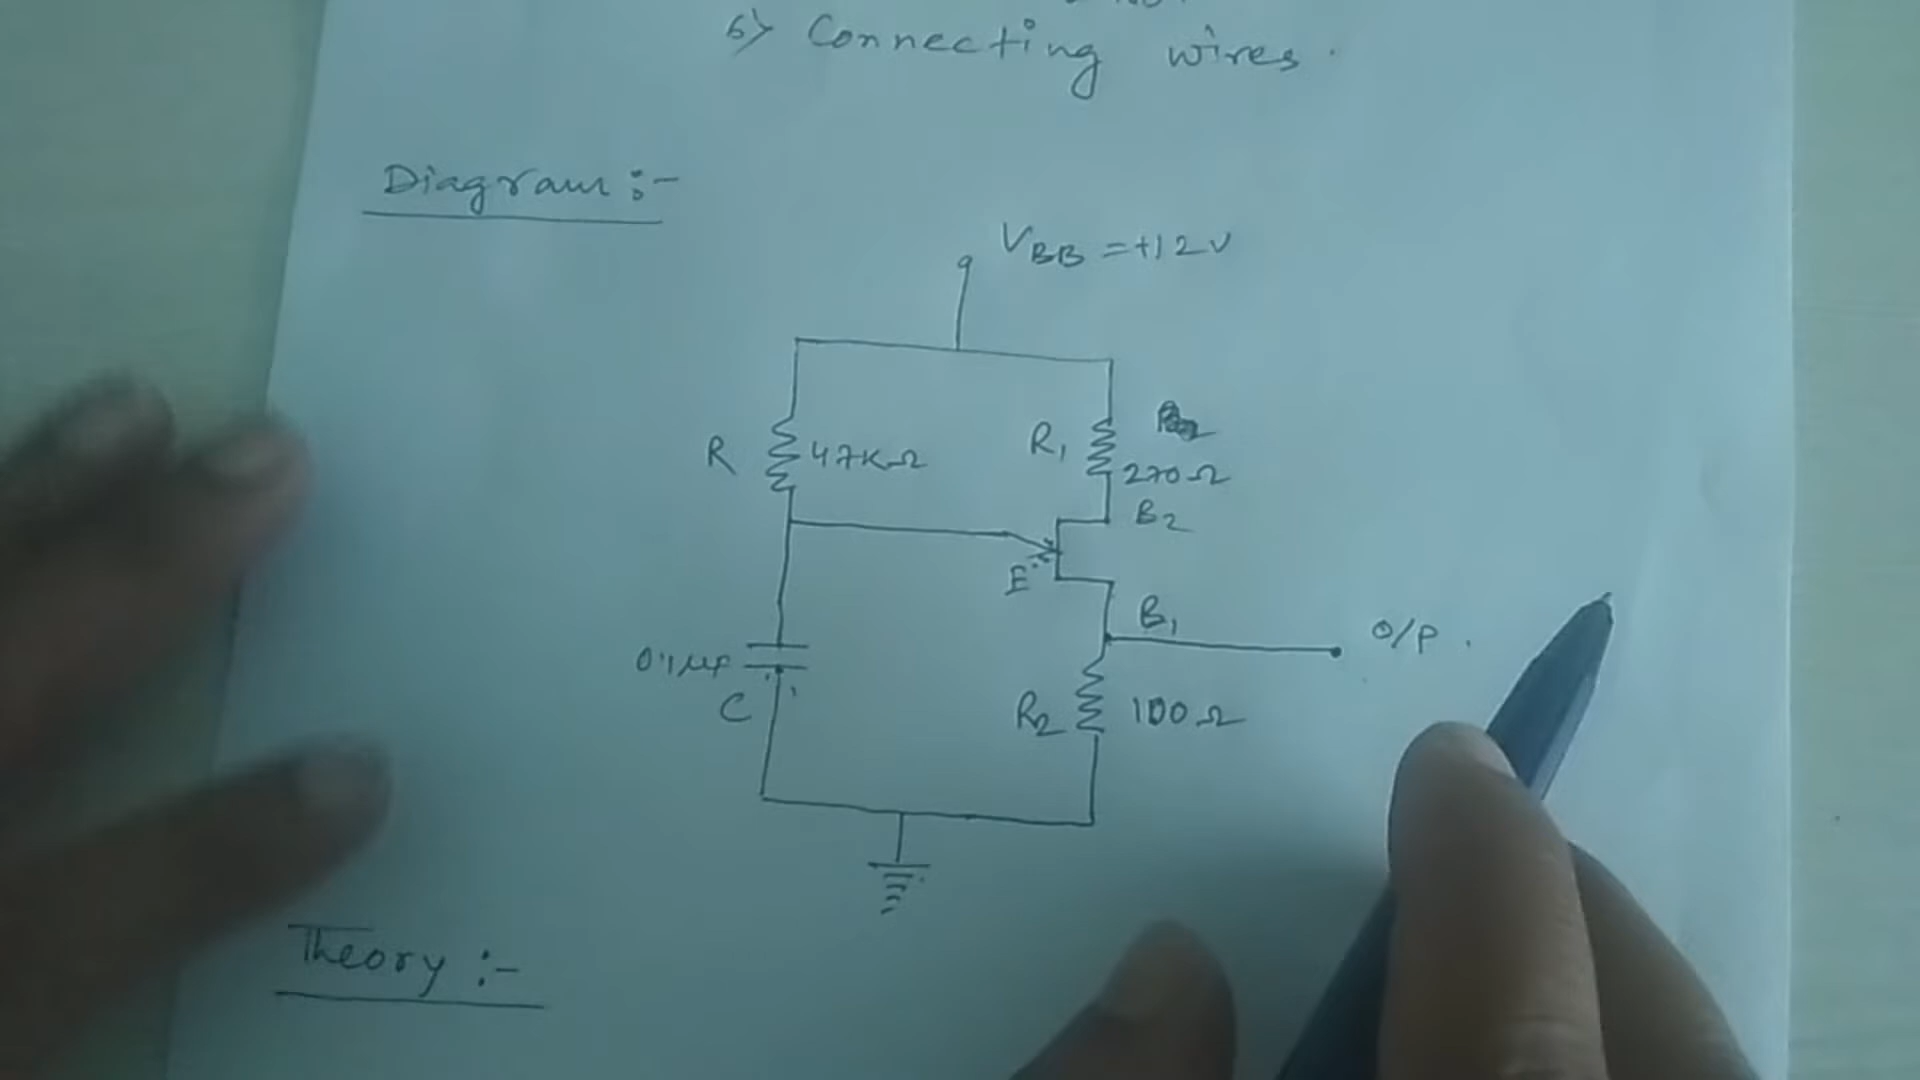 6) Connecting wires.
Diagram :-
VBB = +12V
R 47KΩ
R1
270Ω
B2
E
B1
O/P.
0.1μF
C
R2 100Ω
Theory :-